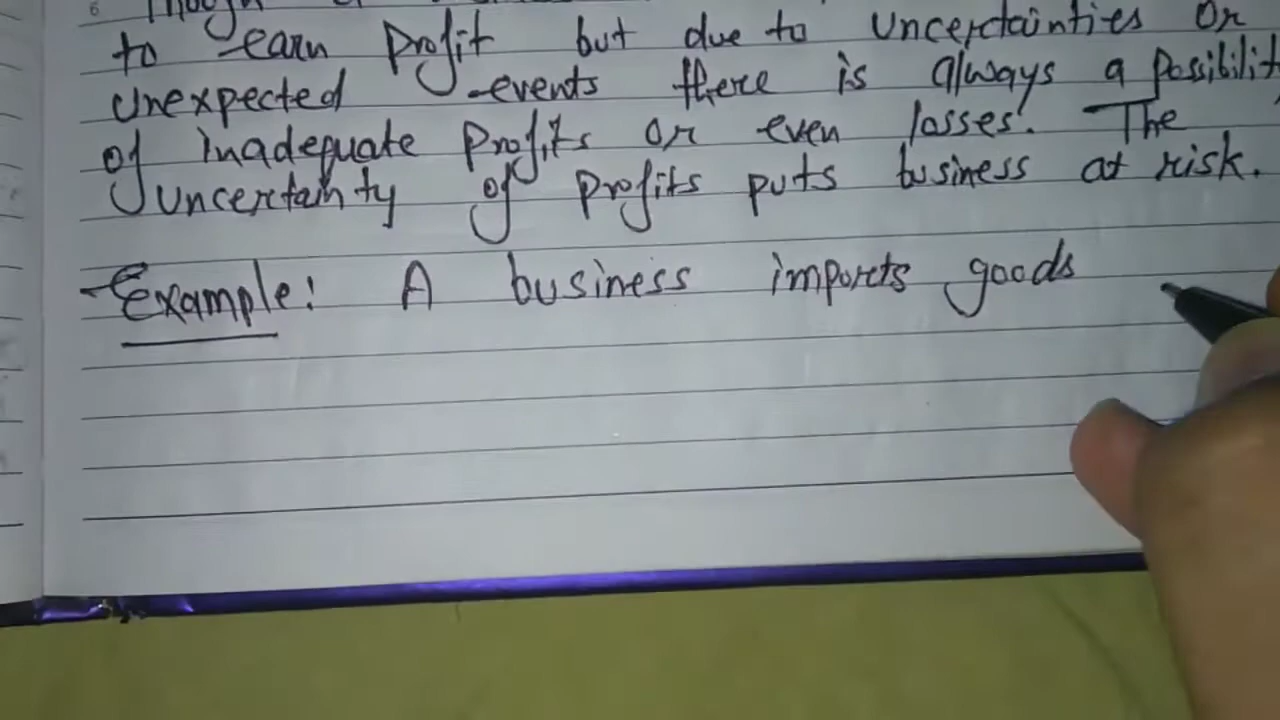 to earn Profit but due to uncertainties or
unexpected events there is always a possibilit
of inadequate Profits or even losses. The
uncertainty of profits puts business at risk.
Example: A business imports goods